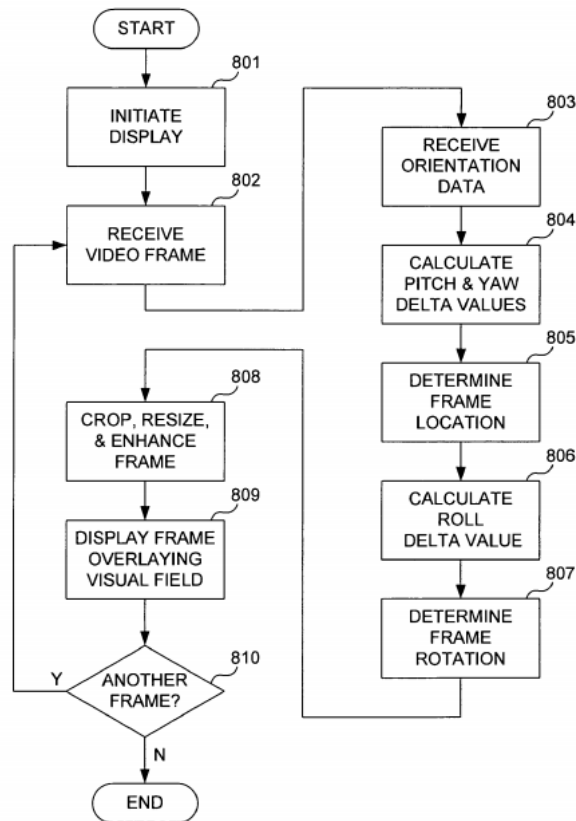 START
801
INITIATE
DISPLAY
802
RECEIVE
VIDEO FRAME
803
RECEIVE
ORIENTATION
DATA
804
CALCULATE
PITCH & YAW
DELTA VALUES
805
DETERMINE
FRAME
LOCATION
806
CALCULATE
ROLL
DELTA VALUE
807
DETERMINE
FRAME
ROTATION
808
CROP, RESIZE,
& ENHANCE
FRAME
809
DISPLAY FRAME
OVERLAYING
VISUAL FIELD
810
ANOTHER
FRAME?
Y
N
END